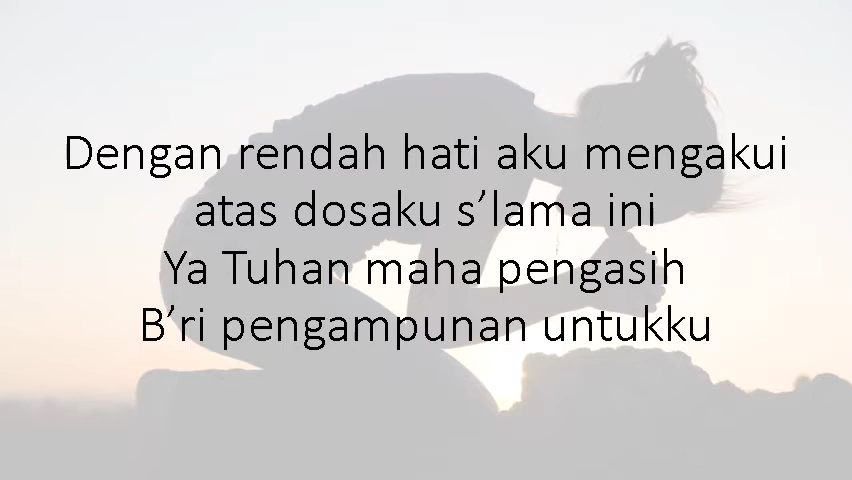 Dengan rendah hati aku mengakui
atas dosaku s’lama ini
Ya Tuhan maha pengasih
B’ri pengampunan untukku